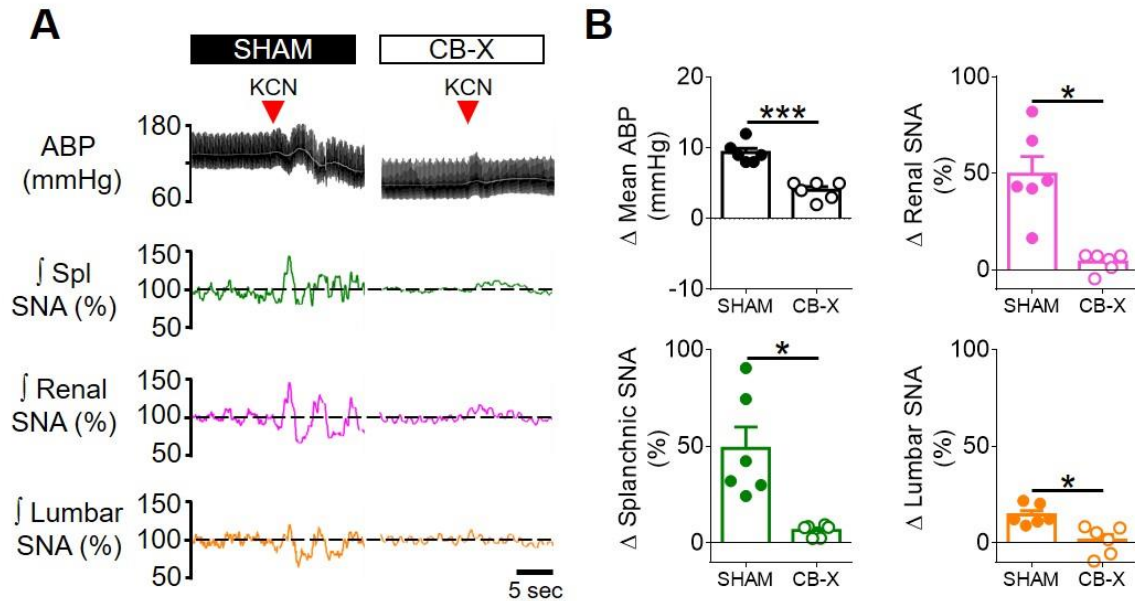 A
SHAM
CB-X
KCN
KCN
ABP
(mmHg)
180
60
∫ Spl
SNA (%)
150
100
50
∫ Renal
SNA (%)
150
100
50
∫ Lumbar
SNA (%)
150
100
50
5 sec
B
Δ Mean ABP
(mmHg)
20
10
0
-10
***
SHAM
CB-X
Δ Renal SNA
(%)
100
50
0
*
SHAM
CB-X
Δ Splanchnic SNA
(%)
100
50
0
*
SHAM
CB-X
Δ Lumbar SNA
(%)
100
50
0
*
SHAM
CB-X